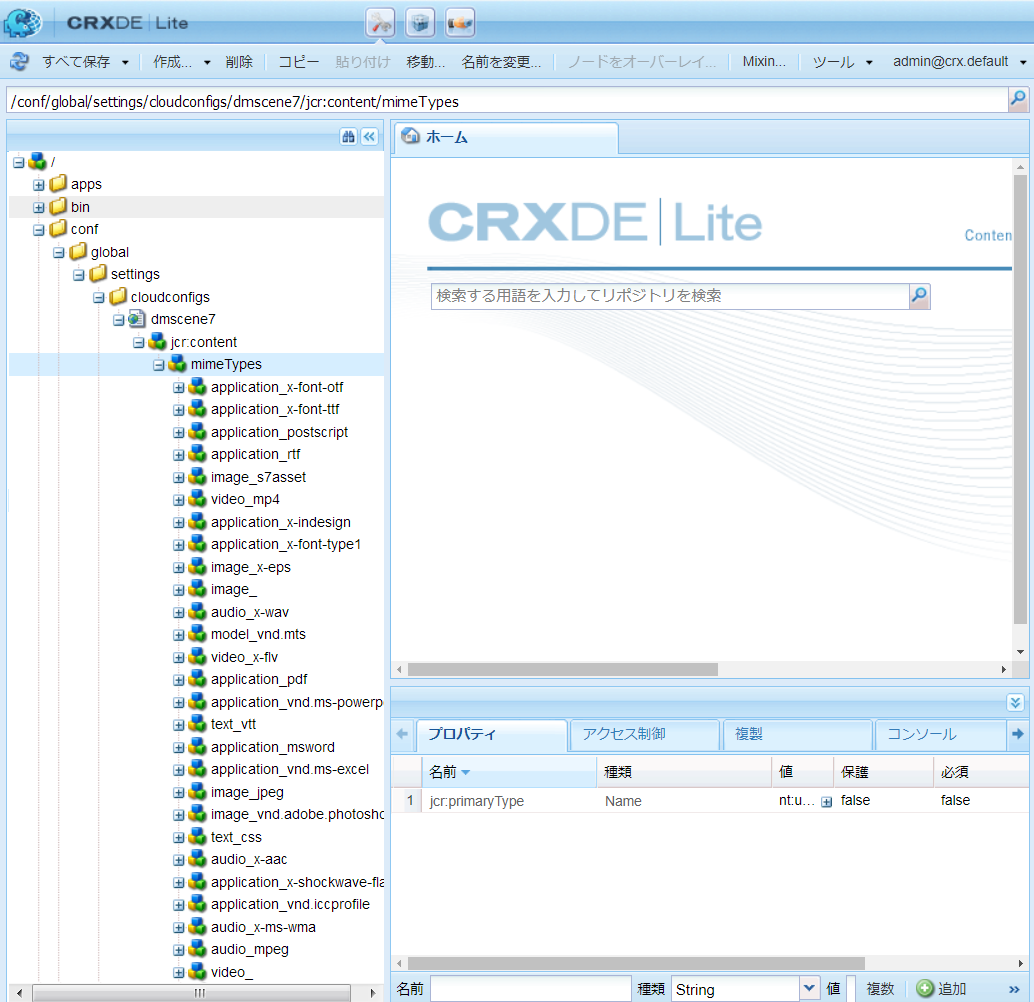 CRXDE | Lite
すべて保存 作成... 削除 コピー 貼り付け 移動... 名前を変更... ノードをオーバーレイ... Mixin... ツール admin@crx.default
/conf/global/settings/cloudconfigs/dmscene7/jcr:content/mimeTypes
/
apps
bin
conf
global
settings
cloudconfigs
dmscene7
jcr:content
mimeTypes
application_x-font-otf
application_x-font-ttf
application_postscript
application_rtf
image_s7asset
video_mp4
application_x-indesign
application_x-font-type1
image_x-eps
image_
audio_x-wav
model_vnd.mts
video_x-flv
application_pdf
application_vnd.ms-powerp
text_vtt
application_msword
application_vnd.ms-excel
image_jpeg
image_vnd.adobe.photosho
text_css
audio_x-aac
application_x-shockwave-fla
application_vnd.iccprofile
audio_x-ms-wma
audio_mpeg
video_
ホーム
CRXDE | Lite
Conten
検索する用語を入力してリポジトリを検索
プロパティ アクセス制御 複製 コンソール
名前 種類 値 保護 必須
1 jcr:primaryType Name nt:u... false false
名前 種類 String 値 複数 追加